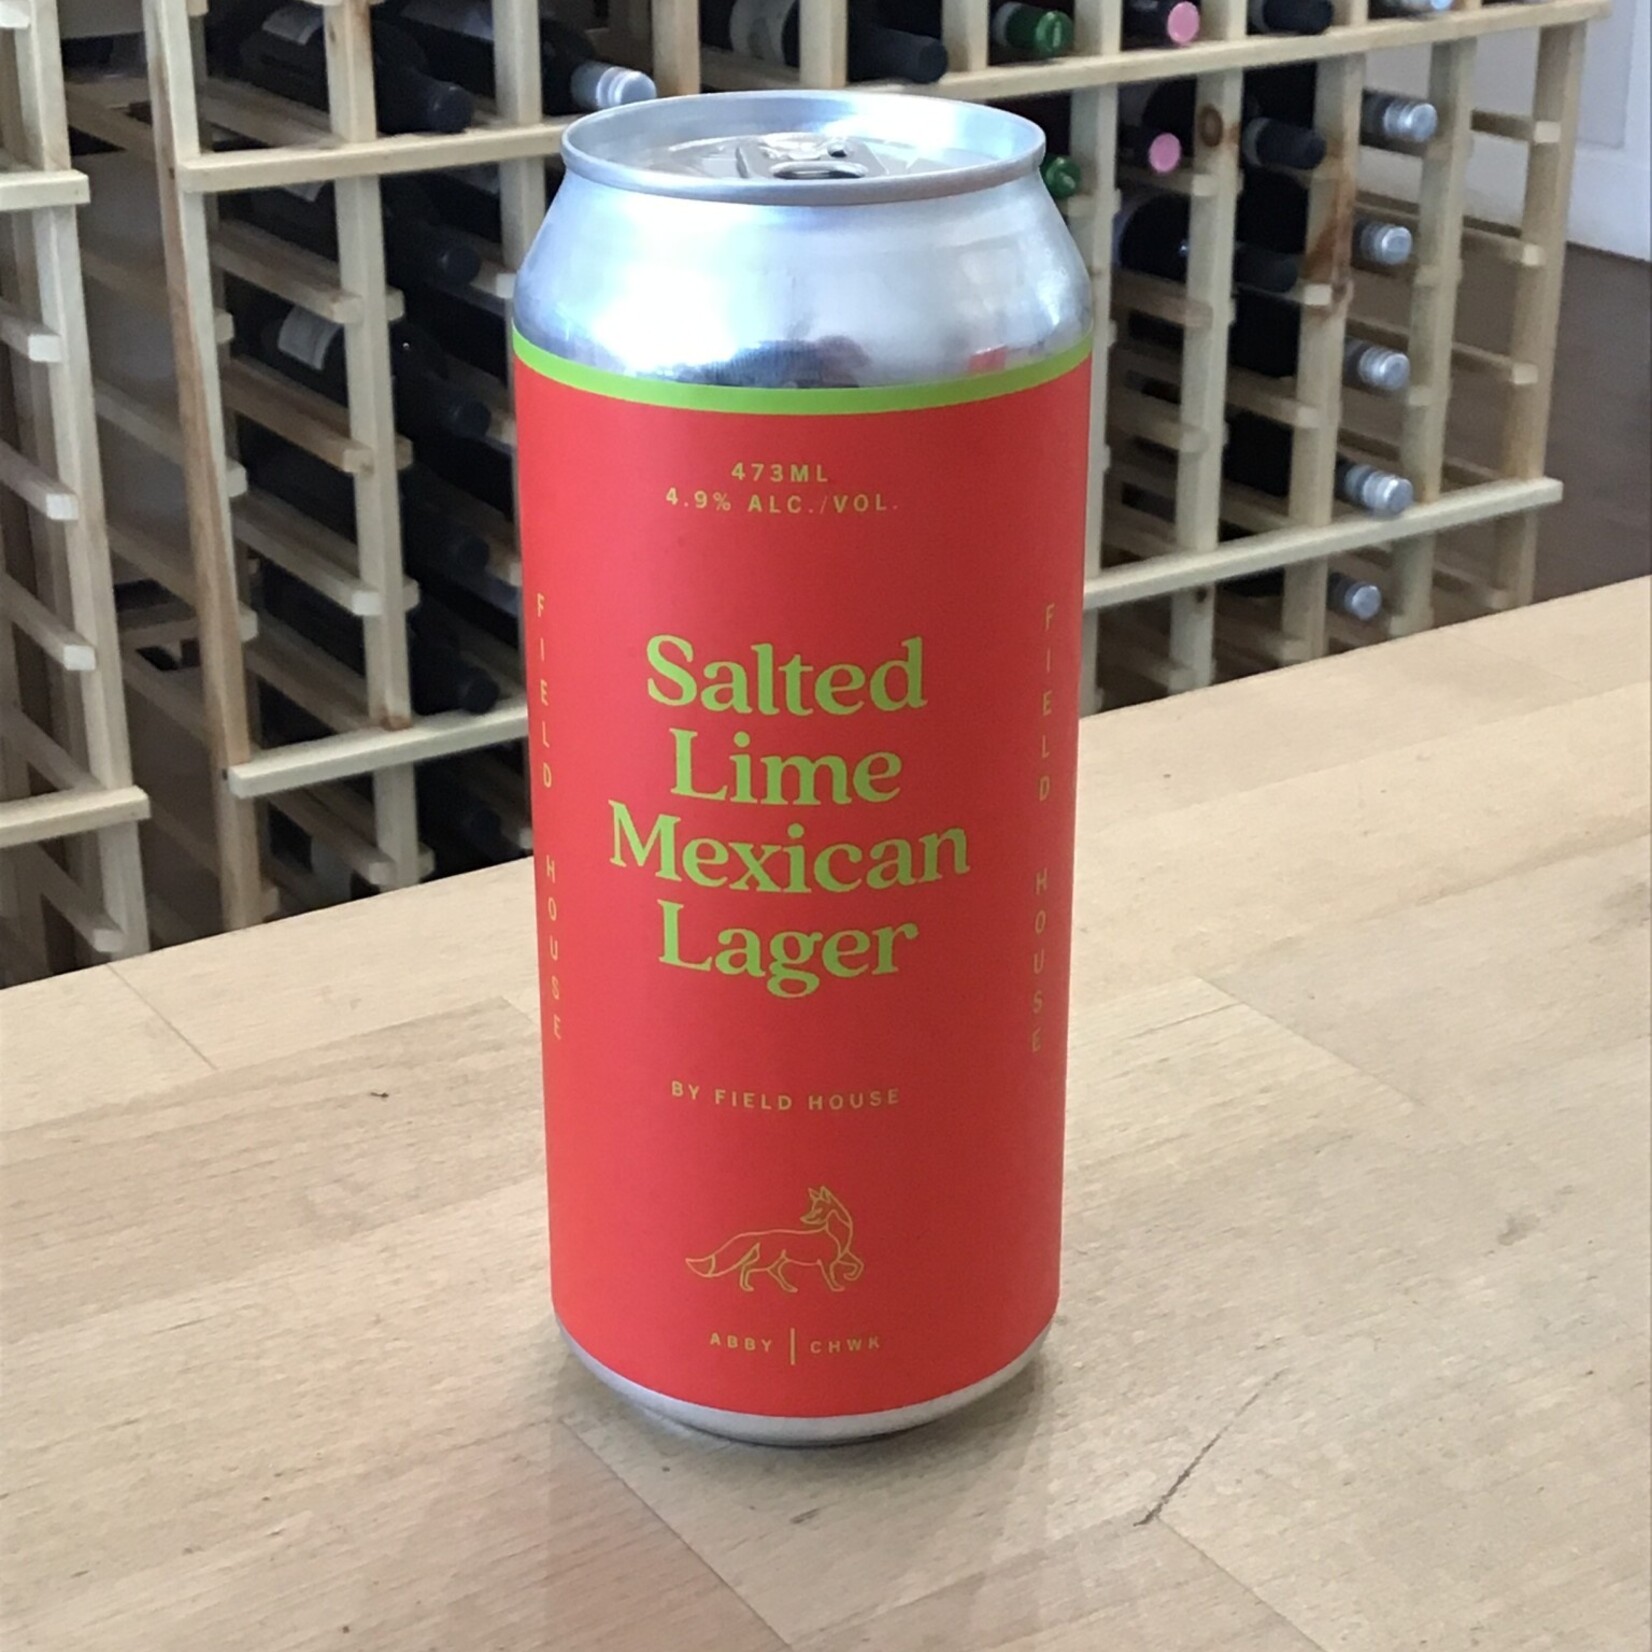 473ML
4.9% ALC./VOL.
Salted
Lime
Mexican
Lager
BY FIELD HOUSE
ABBY | CHWK
FIELD HOUSE
FIELD HOUSE